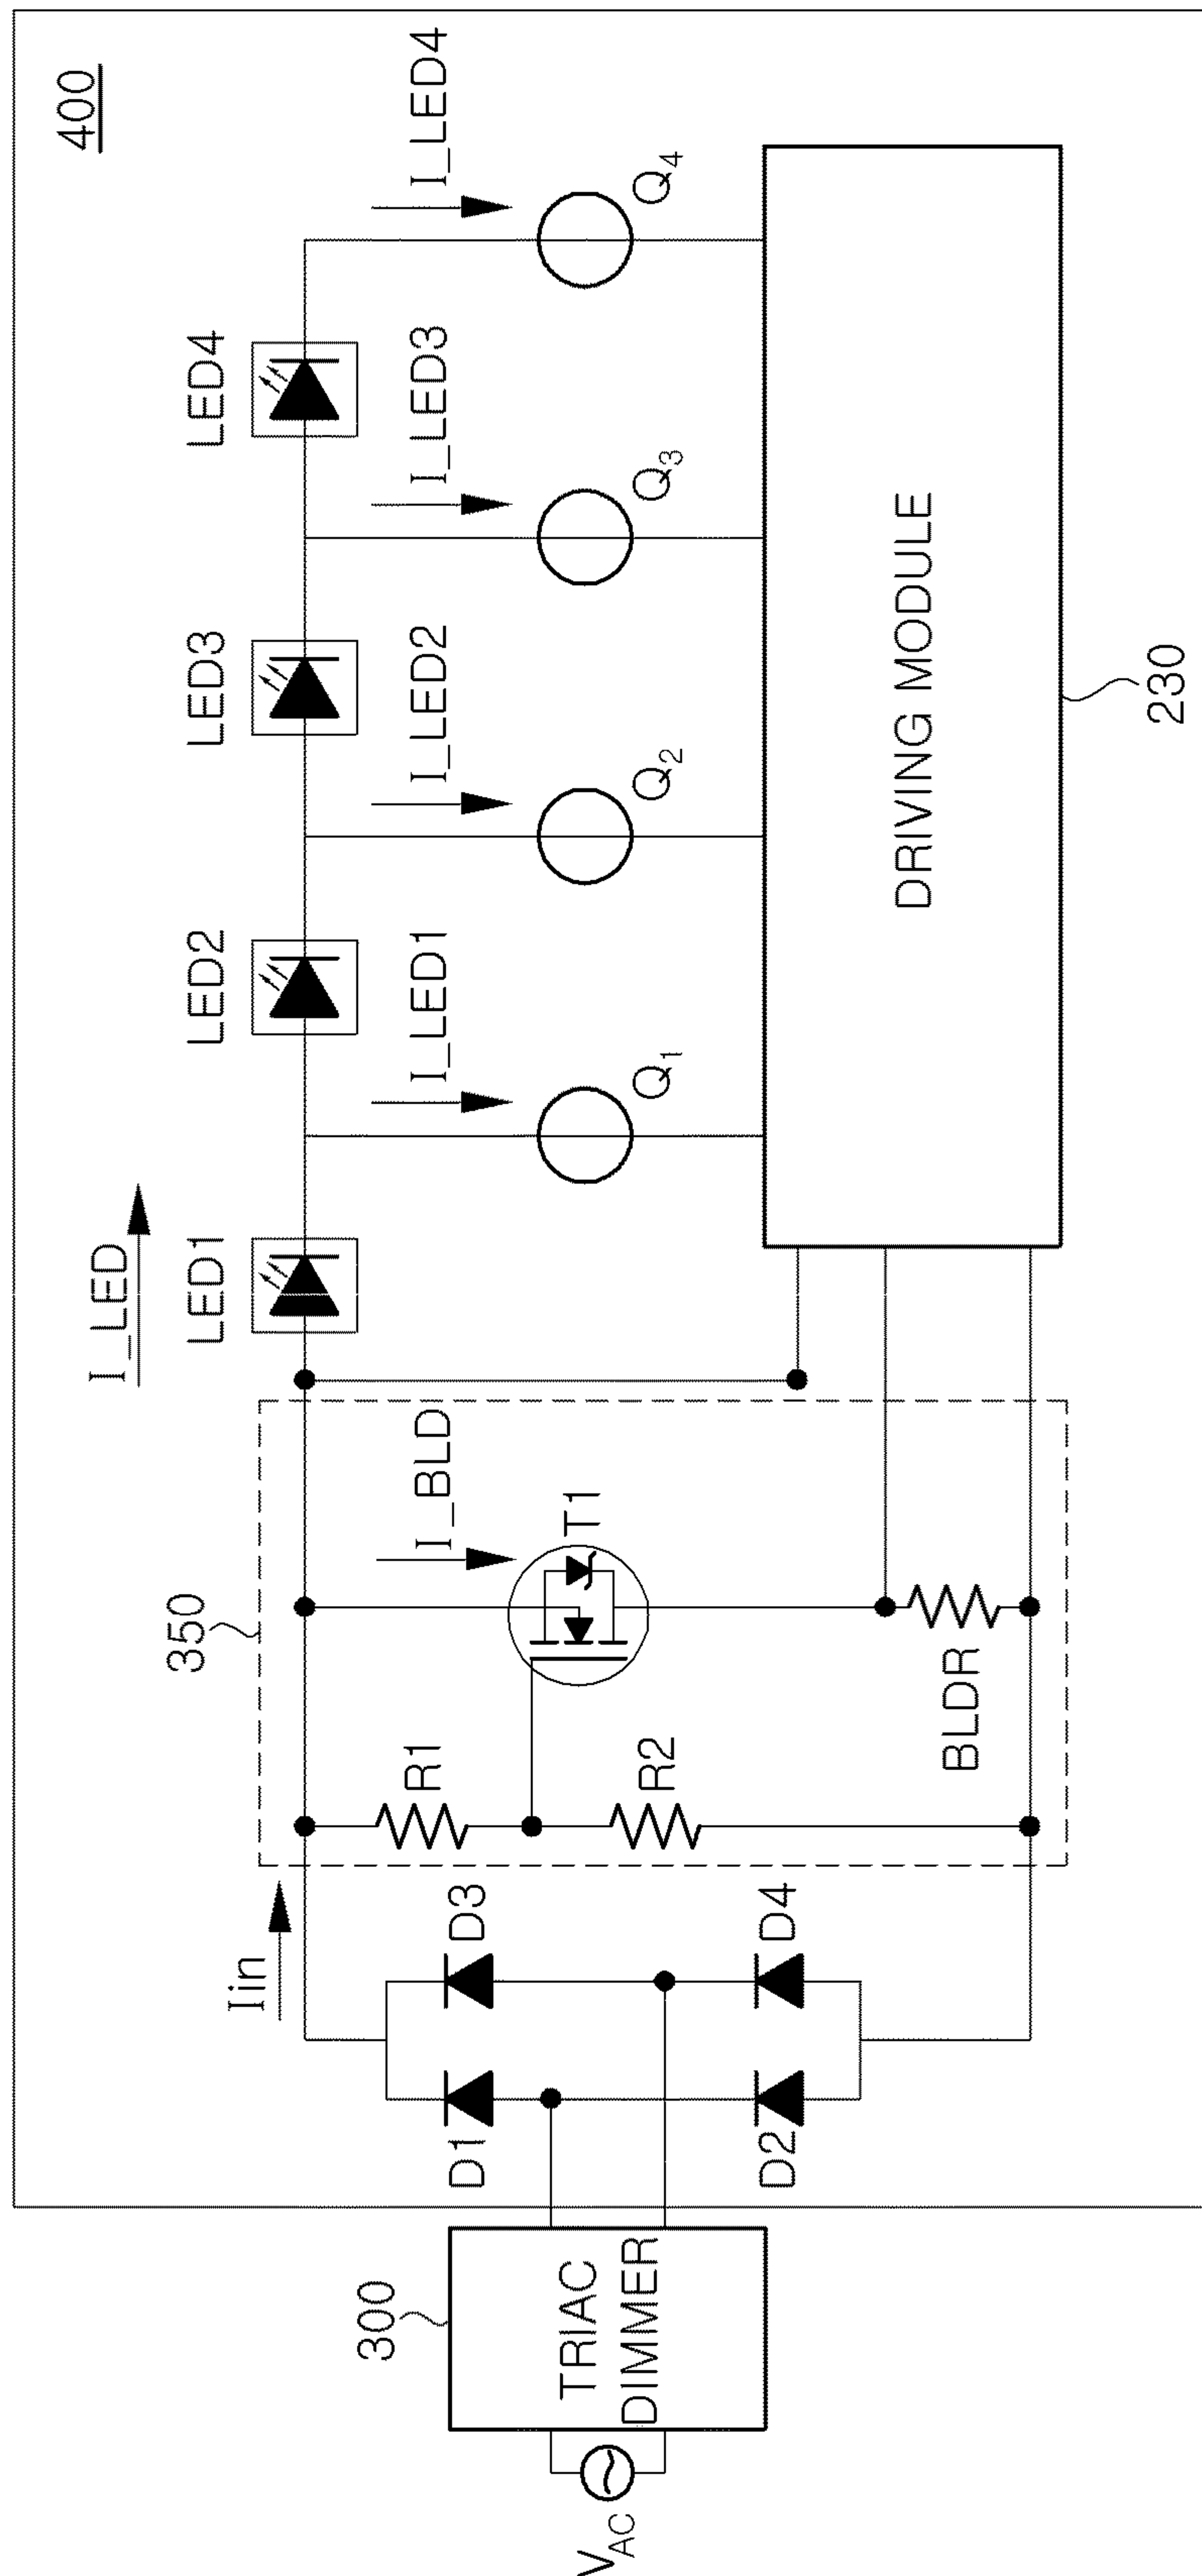 400
I_LED
LED1
LED2
LED3
LED4
I_LED1
I_LED2
I_LED3
I_LED4
Q1
Q2
Q3
Q4
350
I_BLD
T1
R1
R2
BLDR
Iin
D1
D3
D2
D4
300
TRIAC
DIMMER
VAC
DRIVING MODULE
230